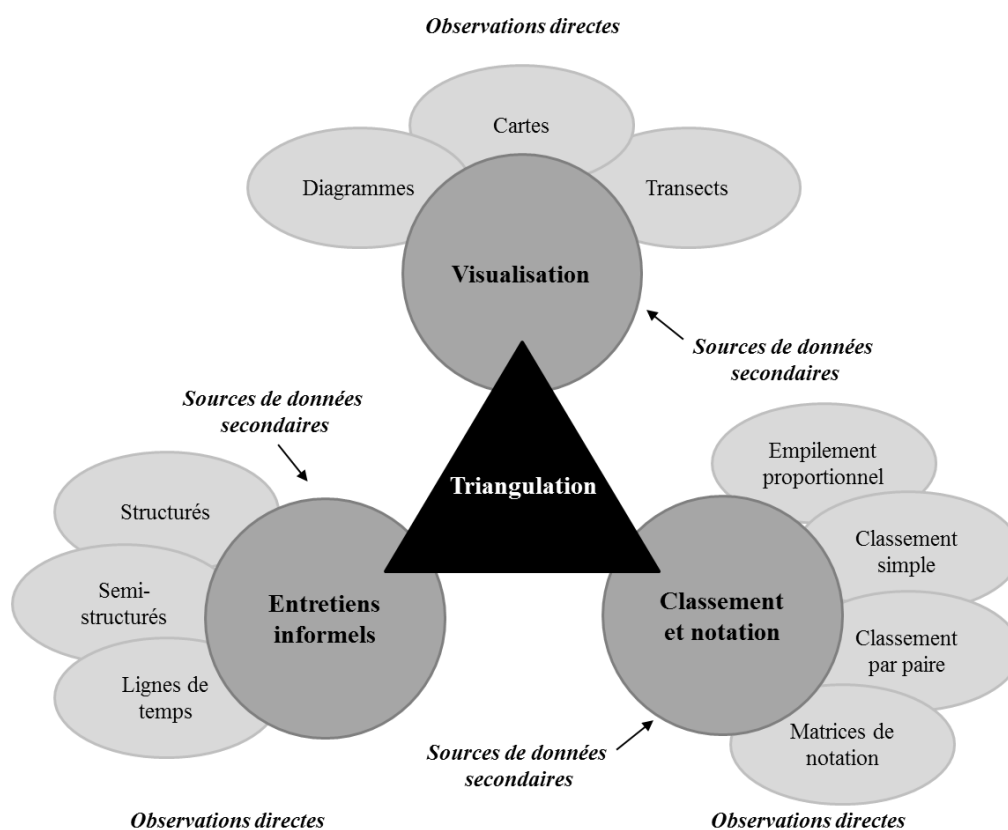 Observations directes
Cartes
Diagrammes
Transects
Visualisation
Sources de données
secondaires
Sources de données
secondaires
Triangulation
Empilement
proportionnel
Structurés
Classement
simple
Semi-
structurés
Entretiens
informels
Classement
et notation
Classement
par paire
Lignes de
temps
Matrices de
notation
Sources de données
secondaires
Observations directes
Observations directes